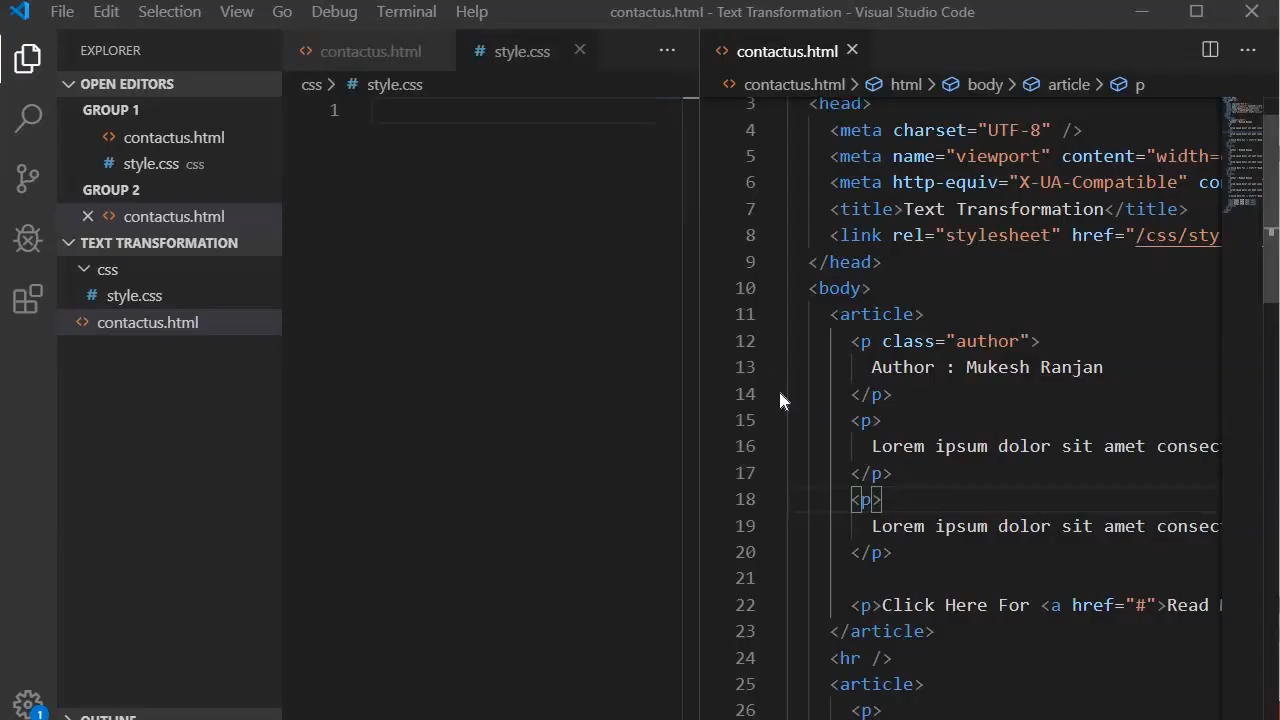 File Edit Selection View Go Debug Terminal Help contactus.html - Text Transformation - Visual Studio Code
EXPLORER
OPEN EDITORS
GROUP 1
contactus.html
# style.css css
GROUP 2
contactus.html
TEXT TRANSFORMATION
css
# style.css
contactus.html
OUTLINE
1
contactus.html # style.css
css > # style.css
1
contactus.html
contactus.html > html > body > article > p
3 <head>
4 <meta charset="UTF-8" />
5 <meta name="viewport" content="width=
6 <meta http-equiv="X-UA-Compatible" co
7 <title>Text Transformation</title>
8 <link rel="stylesheet" href="/css/sty
9 </head>
10 <body>
11 <article>
12 <p class="author">
13 Author : Mukesh Ranjan
14 </p>
15 <p>
16 Lorem ipsum dolor sit amet consect
17 </p>
18 <p>
19 Lorem ipsum dolor sit amet consect
20 </p>
21
22 <p>Click Here For <a href="#">Read
23 </article>
24 <hr />
25 <article>
26 <p>